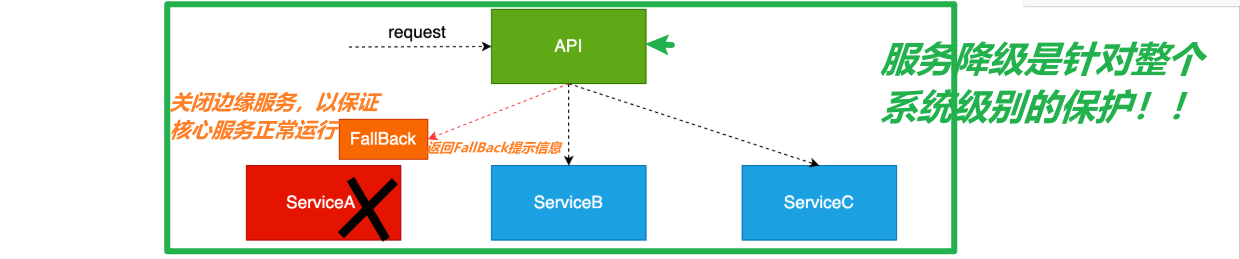 request
API
服务降级是针对整个
系统级别的保护！！
关闭边缘服务，以保证
核心服务正常运行
FallBack
返回FallBack提示信息
ServiceA
ServiceB
ServiceC